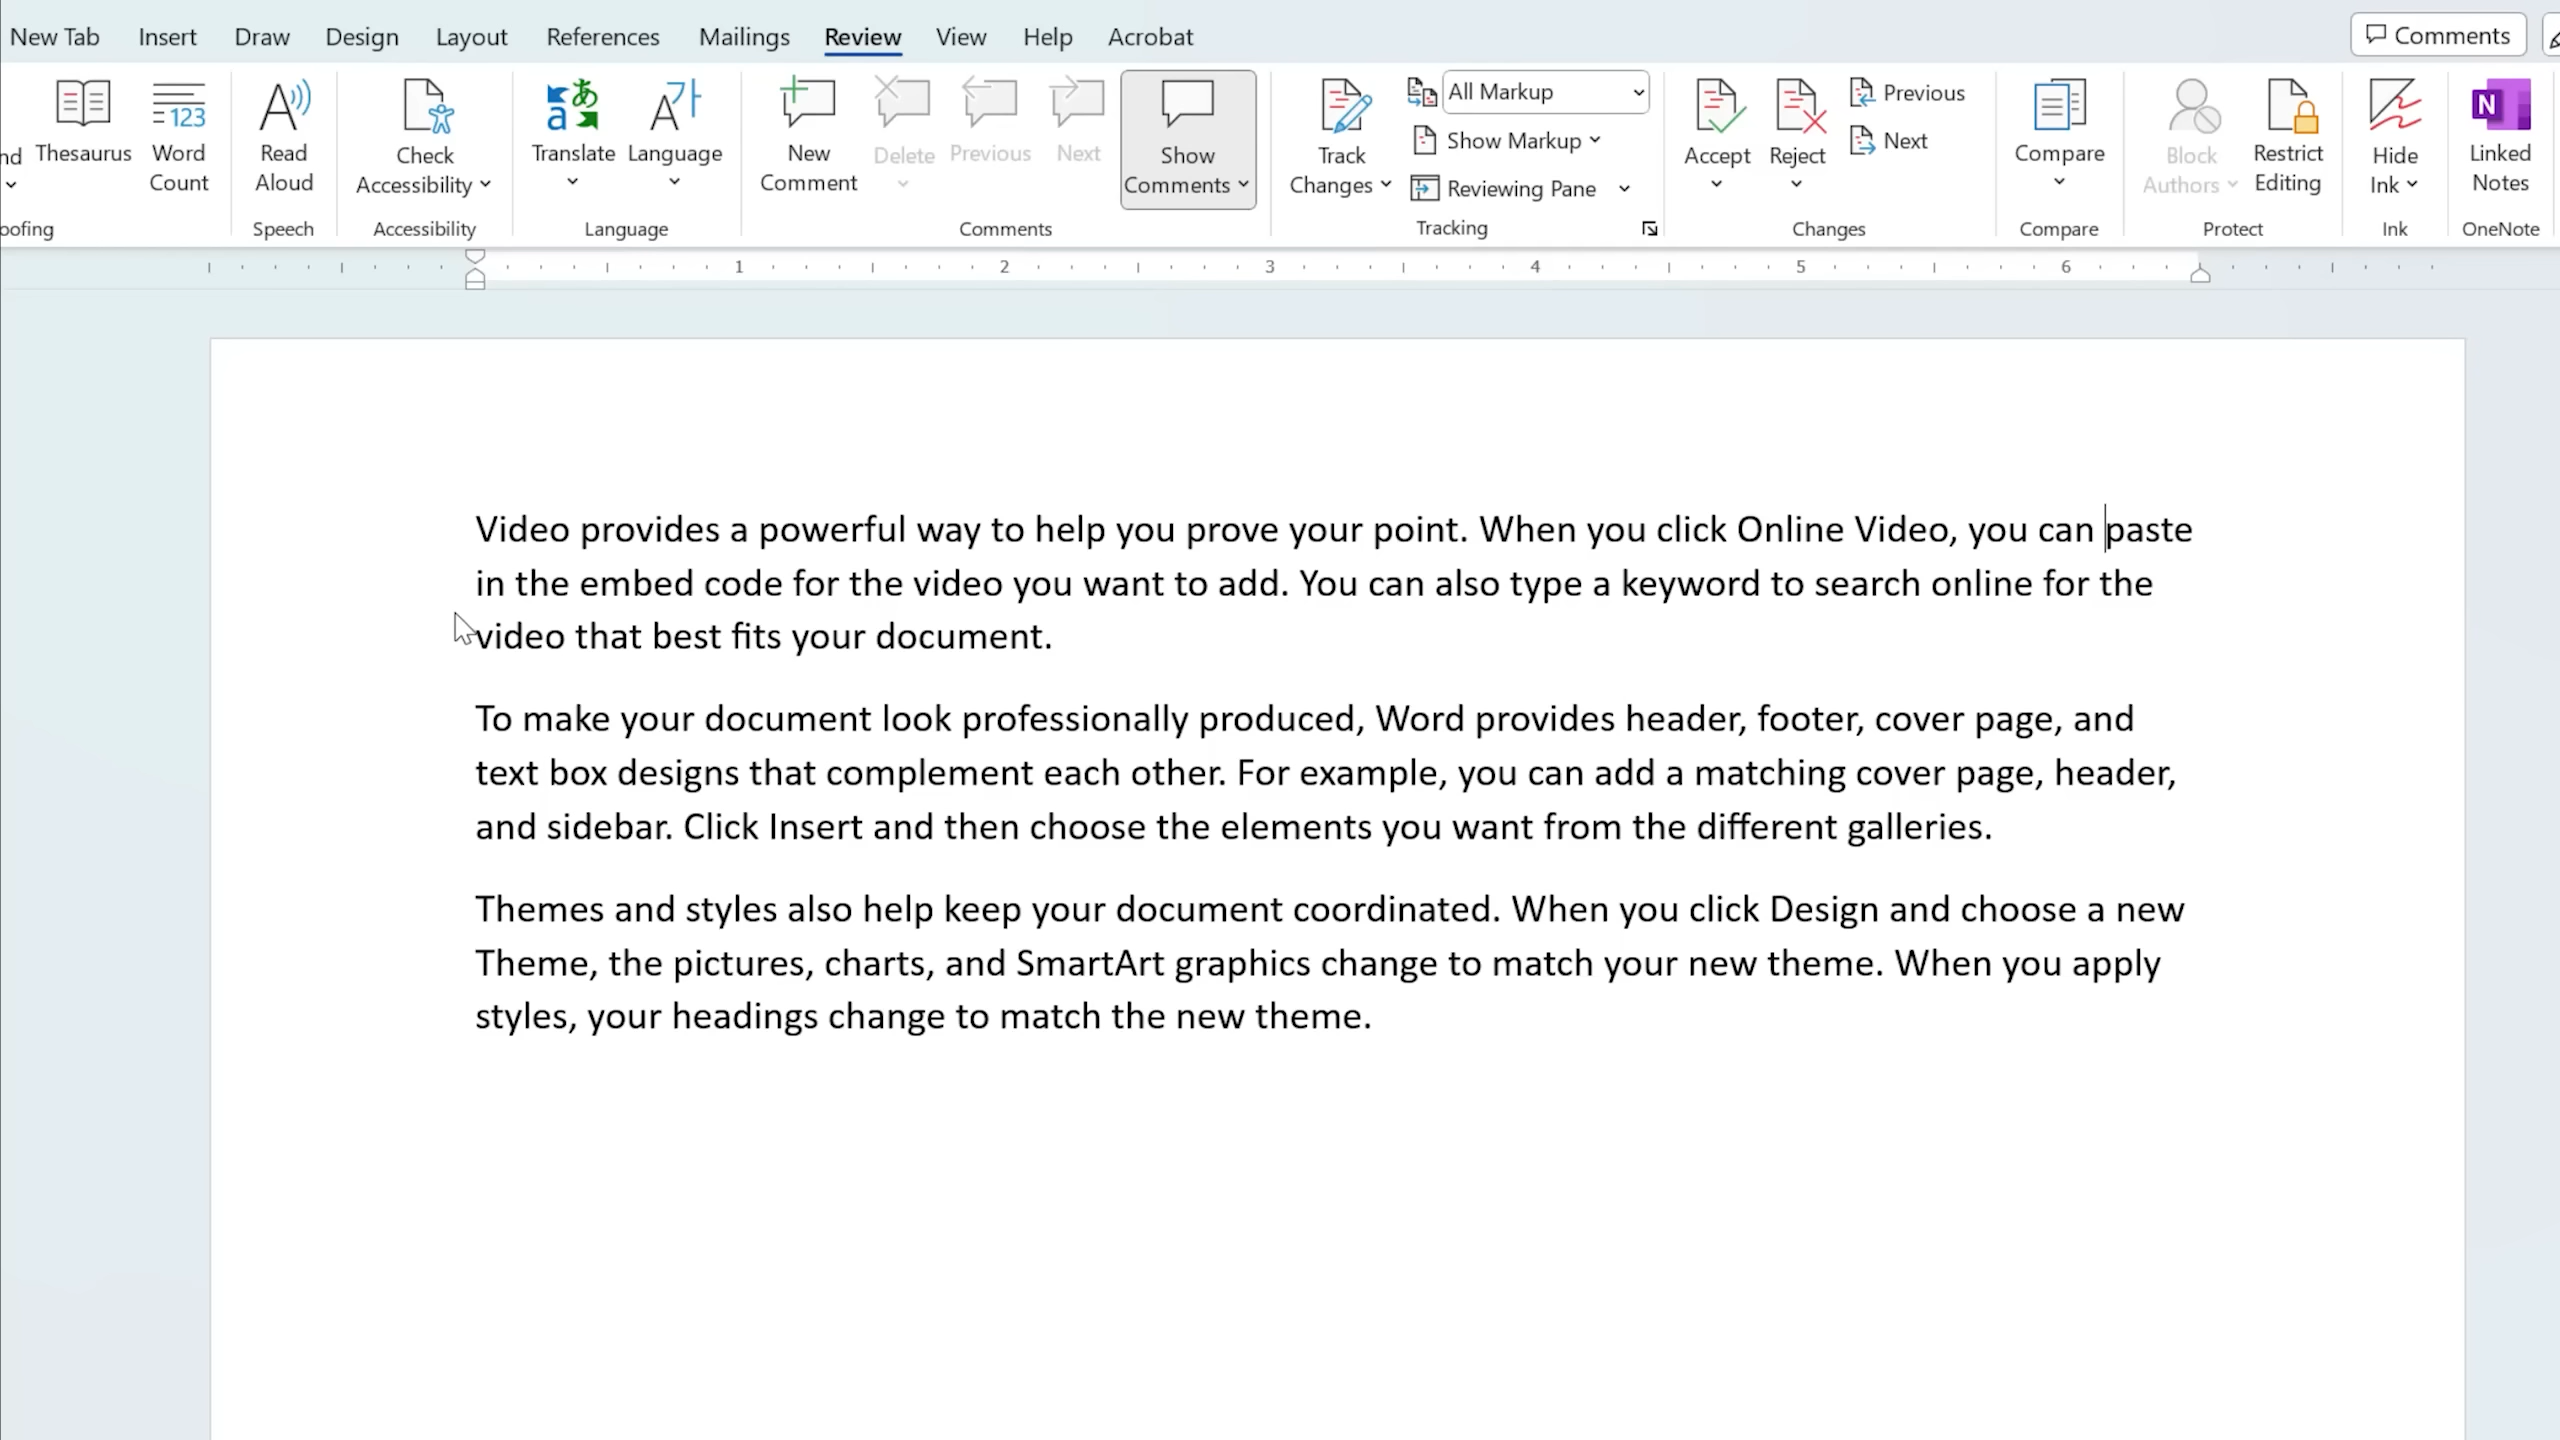 New Tab Insert Draw Design Layout References Mailings Review View Help Acrobat Comments
nd Thesaurus Word Count Read Aloud Check Accessibility Translate Language New Comment Delete Previous Next Show Comments Track Changes All Markup Show Markup Reviewing Pane Accept Reject Previous Next Compare Block Authors Restrict Editing Hide Ink Linked Notes
oofing Speech Accessibility Language Comments Tracking Changes Compare Protect Ink OneNote
1 2 3 4 5 6
Video provides a powerful way to help you prove your point. When you click Online Video, you can paste
in the embed code for the video you want to add. You can also type a keyword to search online for the
video that best fits your document.
To make your document look professionally produced, Word provides header, footer, cover page, and
text box designs that complement each other. For example, you can add a matching cover page, header,
and sidebar. Click Insert and then choose the elements you want from the different galleries.
Themes and styles also help keep your document coordinated. When you click Design and choose a new
Theme, the pictures, charts, and SmartArt graphics change to match your new theme. When you apply
styles, your headings change to match the new theme.